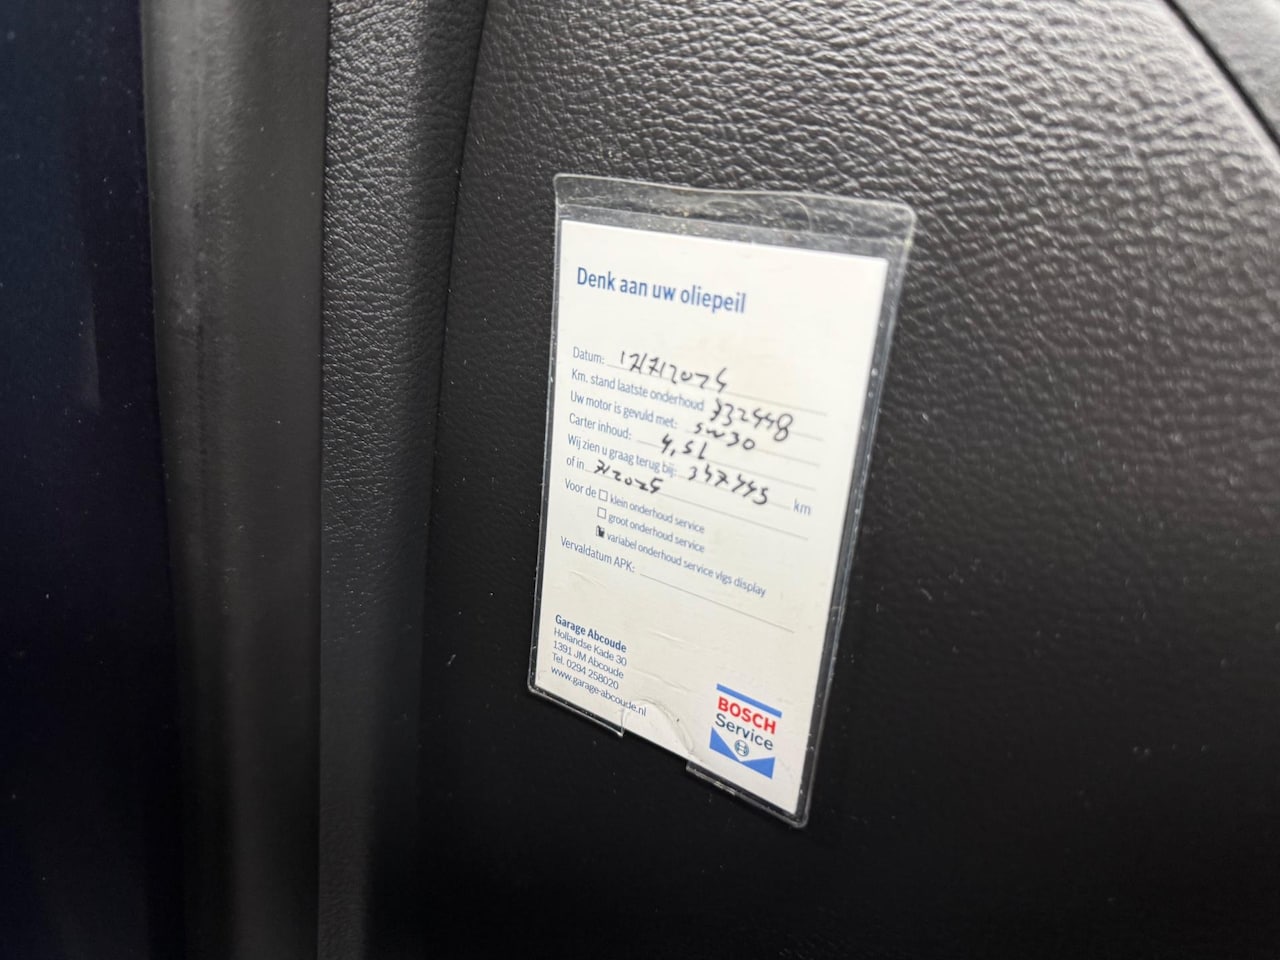 Denk aan uw oliepeil
Datum: 17/7/2024
Km. stand laatste onderhoud 332448
Uw motor is gevuld met: 5w30
Carter inhoud: 4,5L
Wij zien u graag terug bij: 347445 km
of in 7/2025
Voor de klein onderhoud service
groot onderhoud service
variabel onderhoud service vlgs display
Vervaldatum APK:
Garage Abcoude
Hollandse Kade 30
1391 JM Abcoude
Tel. 0294 258020
www.garage-abcoude.nl
BOSCH
Service